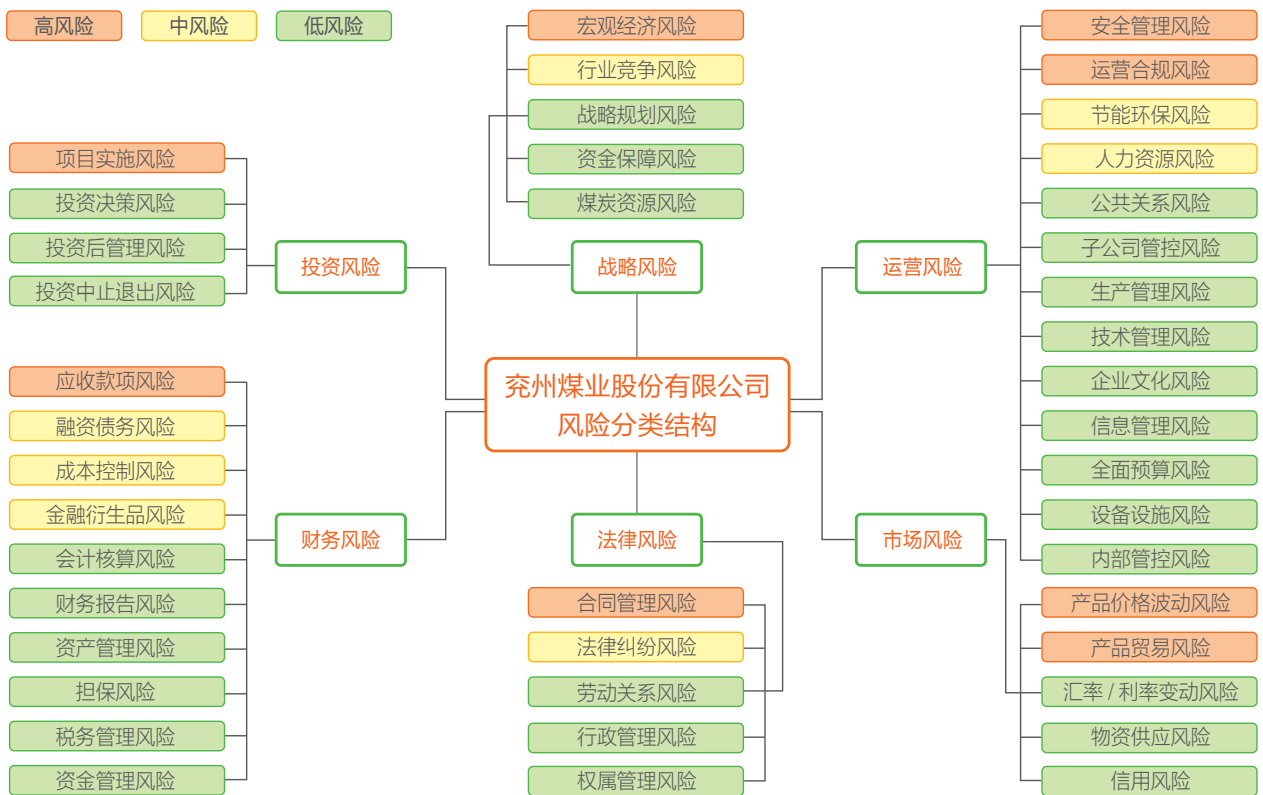 高风险
中风险
低风险
宏观经济风险
行业竞争风险
战略规划风险
资金保障风险
煤炭资源风险
战略风险
项目实施风险
投资决策风险
投资后管理风险
投资中止退出风险
投资风险
安全管理风险
运营合规风险
节能环保风险
人力资源风险
公共关系风险
子公司管控风险
生产管理风险
技术管理风险
企业文化风险
信息管理风险
全面预算风险
设备设施风险
内部管控风险
运营风险
兖州煤业股份有限公司
风险分类结构
应收款项风险
融资债务风险
成本控制风险
金融衍生品风险
会计核算风险
财务报告风险
资产管理风险
担保风险
税务管理风险
资金管理风险
财务风险
法律风险
合同管理风险
法律纠纷风险
劳动关系风险
行政管理风险
权属管理风险
市场风险
产品价格波动风险
产品贸易风险
汇率 / 利率变动风险
物资供应风险
信用风险